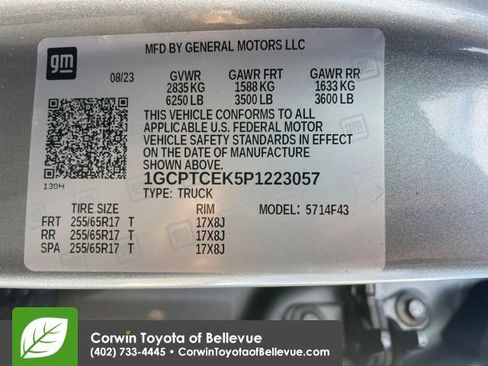 gm
MFD BY GENERAL MOTORS LLC
08/23 GVWR GAWR FRT GAWR RR
2835 KG 1588 KG 1633 KG
6250 LB 3500 LB 3600 LB
THIS VEHICLE CONFORMS TO ALL
APPLICABLE U.S. FEDERAL MOTOR
VEHICLE SAFETY STANDARDS IN EFFECT
ON THE DATE OF MANUFACTURE
SHOWN ABOVE.
130H 1GCPTCEK5P1223057
TYPE: TRUCK
TIRE SIZE RIM MODEL: 5714F43
FRT 255/65R17 T 17X8J
RR 255/65R17 T 17X8J
SPA 255/65R17 T 17X8J
Corwin Toyota of Bellevue
(402) 733-4445 • CorwinToyotaofBellevue.com